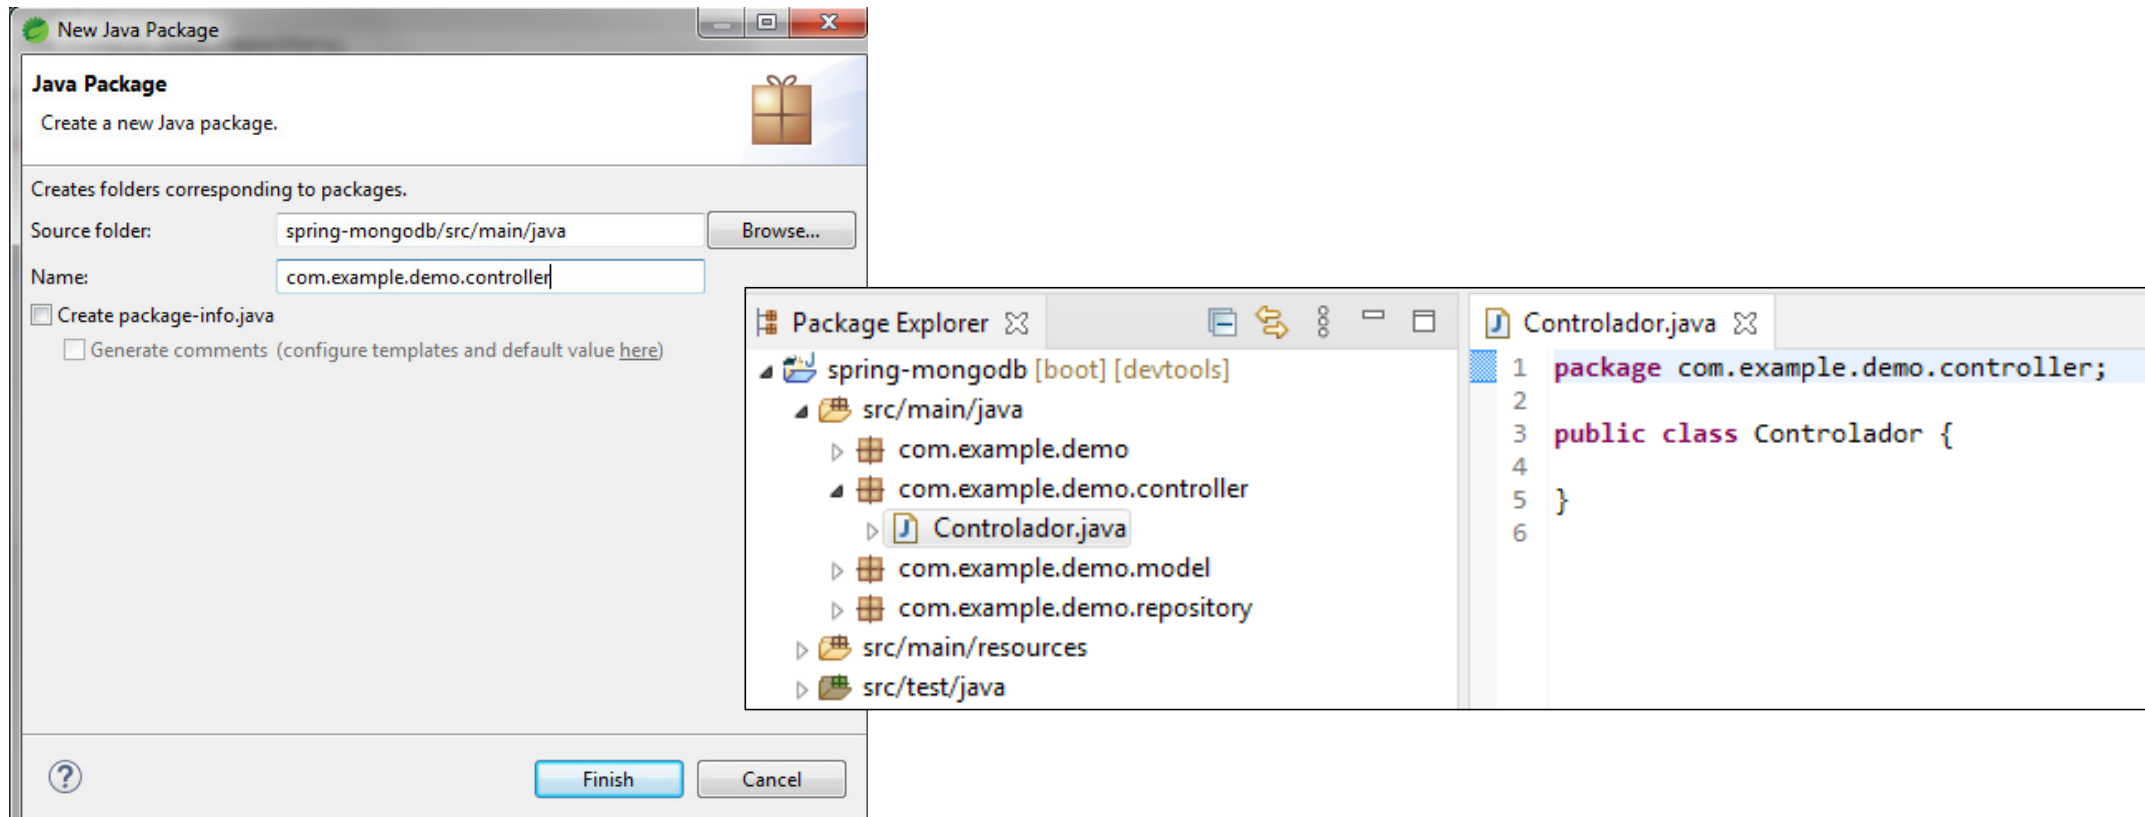 New Java Package
Java Package
Create a new Java package.
Creates folders corresponding to packages.
Source folder: spring-mongodb/src/main/java Browse...
Name: com.example.demo.controller
Create package-info.java
Generate comments (configure templates and default value here)
Finish Cancel
Package Explorer
spring-mongodb [boot] [devtools]
src/main/java
com.example.demo
com.example.demo.controller
Controlador.java
com.example.demo.model
com.example.demo.repository
src/main/resources
src/test/java
Controlador.java
1 package com.example.demo.controller;
2
3 public class Controlador {
4
5 }
6